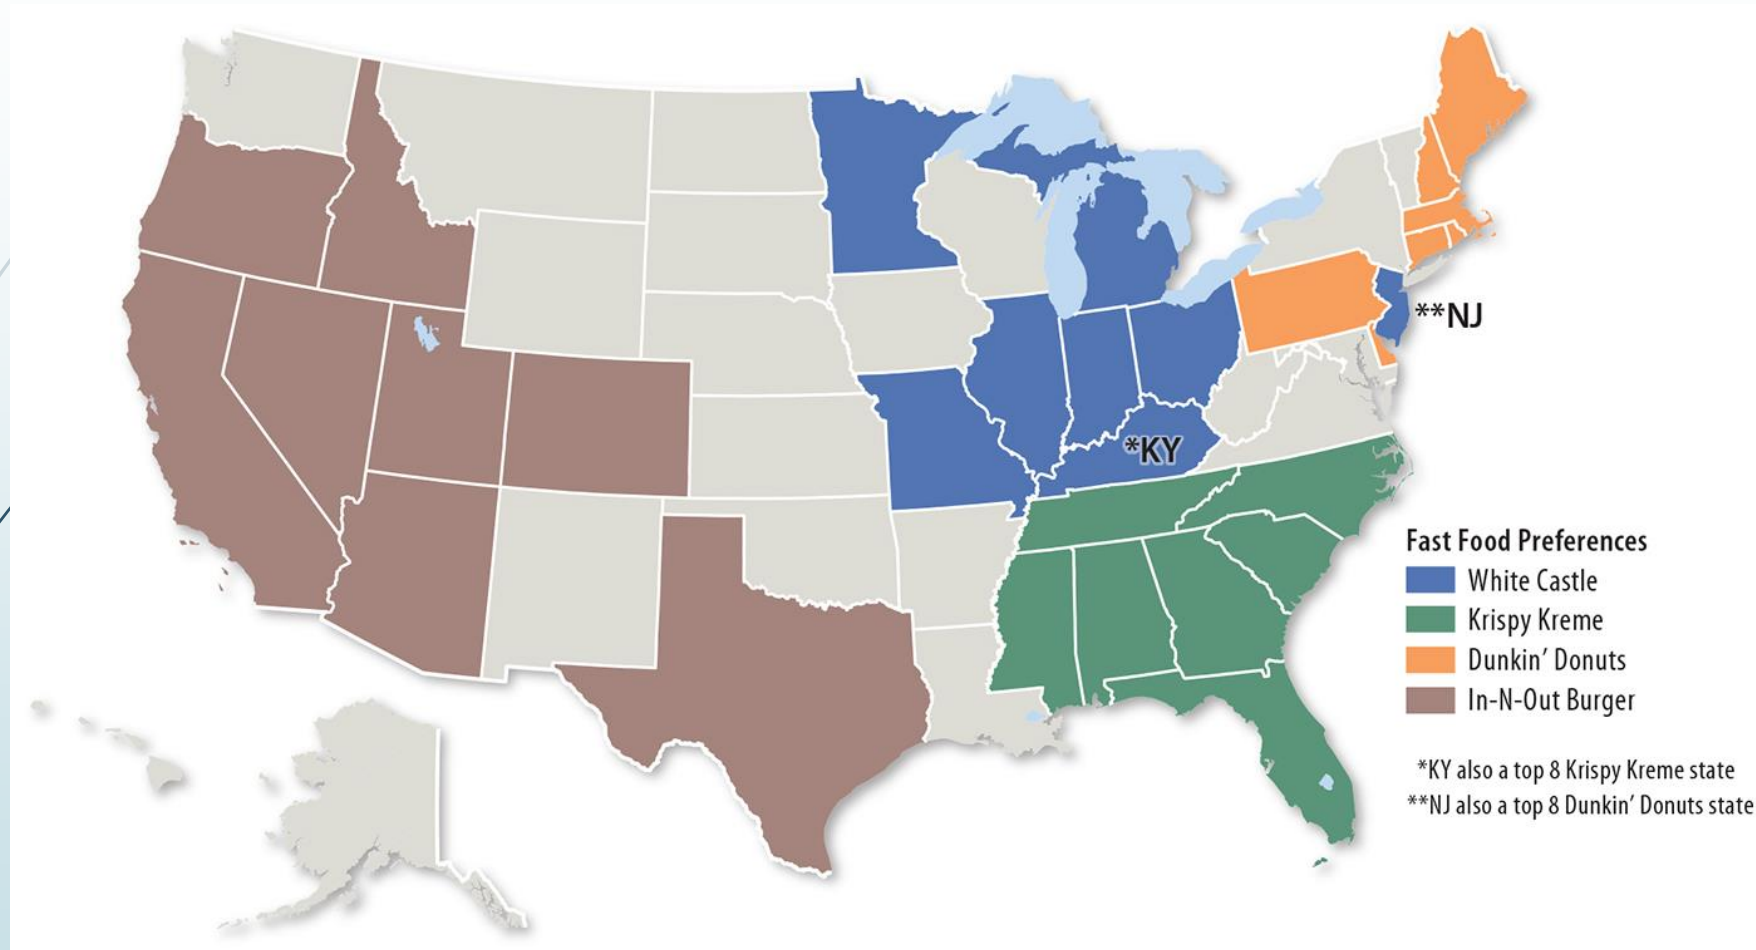 **NJ
*KY
Fast Food Preferences
White Castle
Krispy Kreme
Dunkin’ Donuts
In-N-Out Burger
*KY also a top 8 Krispy Kreme state
**NJ also a top 8 Dunkin’ Donuts state